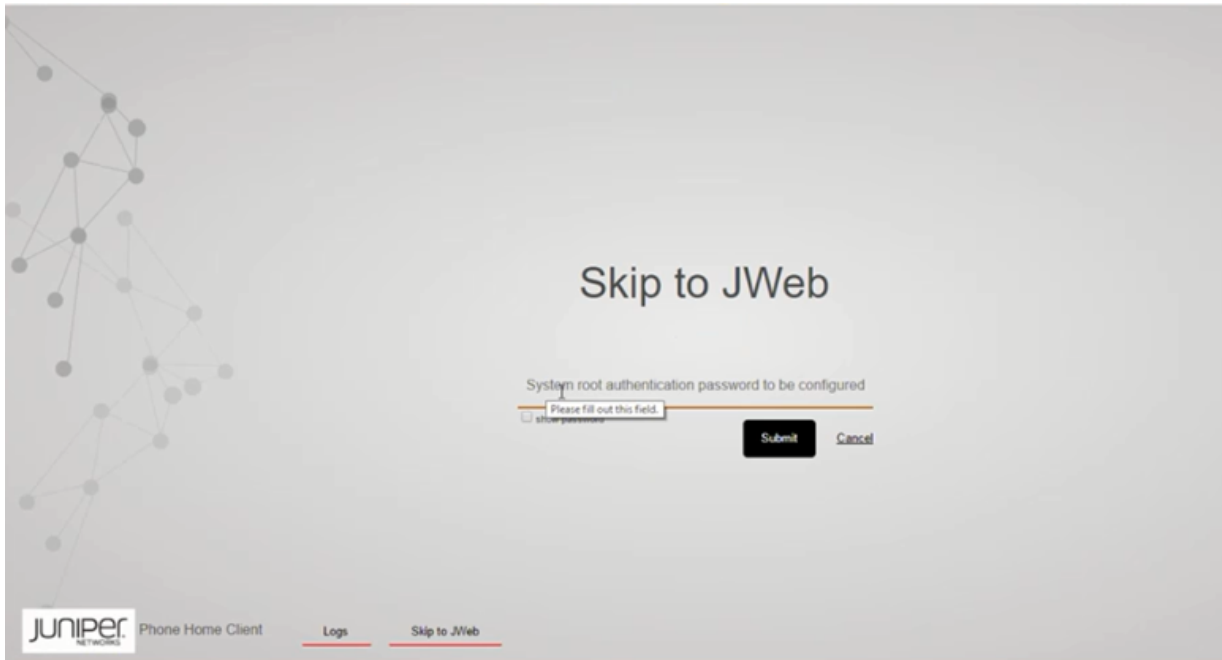 Skip to JWeb
System root authentication password to be configured
Please fill out this field.
show password
Submit Cancel
JUNIPER NETWORKS Phone Home Client Logs Skip to JWeb